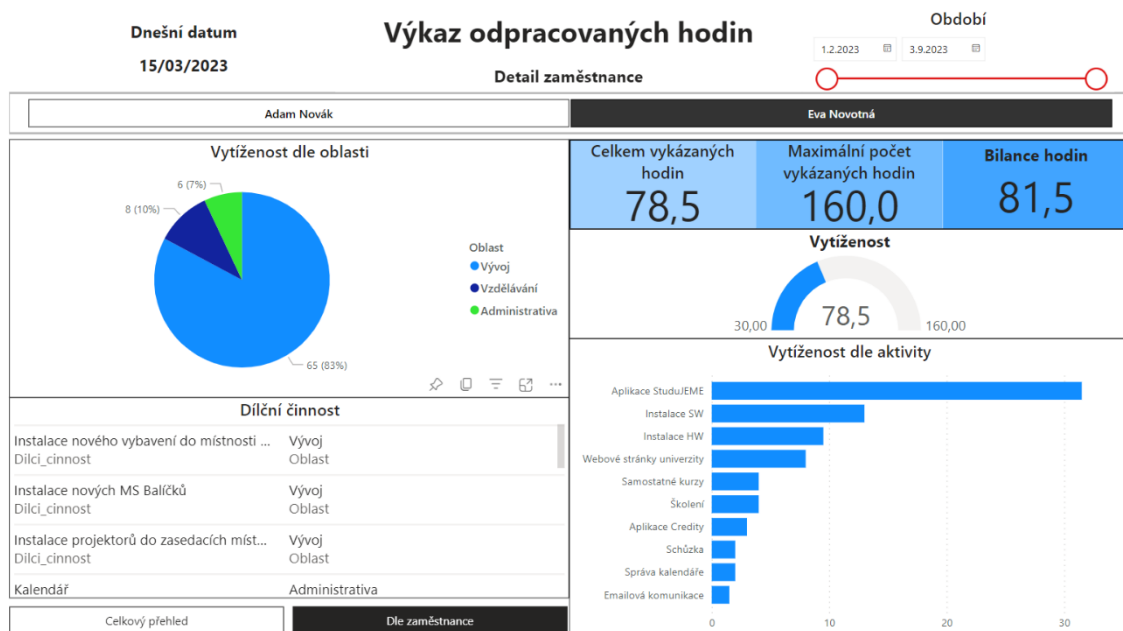 Dnešní datum
15/03/2023
Výkaz odpracovaných hodin
Detail zaměstnance
Období
1.2.2023
3.9.2023
Adam Novák
Eva Novotná
Vytíženost dle oblasti
6 (7%)
8 (10%)
65 (83%)
Oblast
Vývoj
Vzdělávání
Administrativa
Celkem vykázaných
hodin
78,5
Maximální počet
vykázaných hodin
160,0
Bilance hodin
81,5
Vytíženost
30,00
78,5
160,00
Dílční činnost
Instalace nového vybavení do místnosti ... Vývoj
Dilci_cinnost Oblast
Instalace nových MS Balíčků Vývoj
Dilci_cinnost Oblast
Instalace projektorů do zasedacích míst... Vývoj
Dilci_cinnost Oblast
Kalendář Administrativa
Vytíženost dle aktivity
Aplikace StuduJEME
Instalace SW
Instalace HW
Webové stránky univerzity
Samostatné kurzy
Školení
Aplikace Credity
Schůzka
Správa kalendáře
Emailová komunikace
0 10 20 30
Celkový přehled
Dle zaměstnance